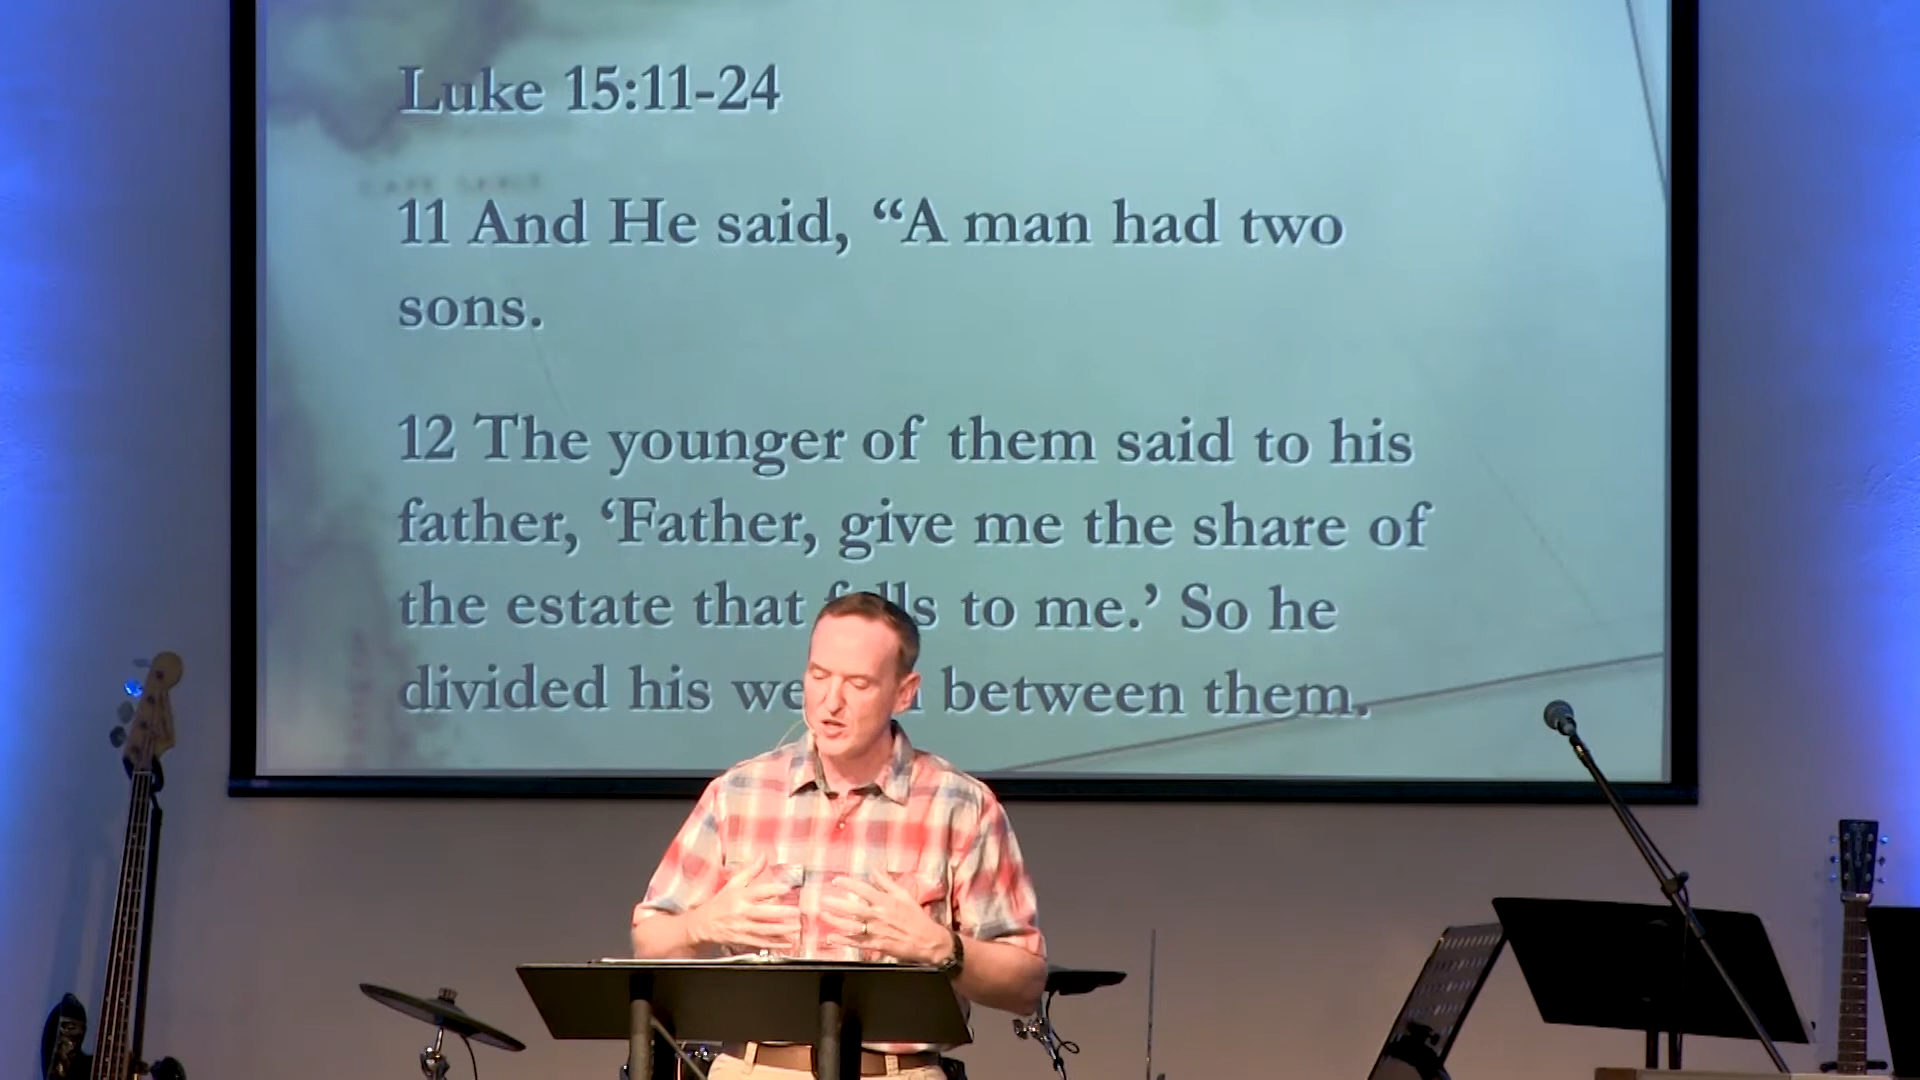 Luke 15:11-24
11 And He said, “A man had two
sons.
12 The younger of them said to his
father, ‘Father, give me the share of
the estate that falls to me.’ So he
divided his between them.